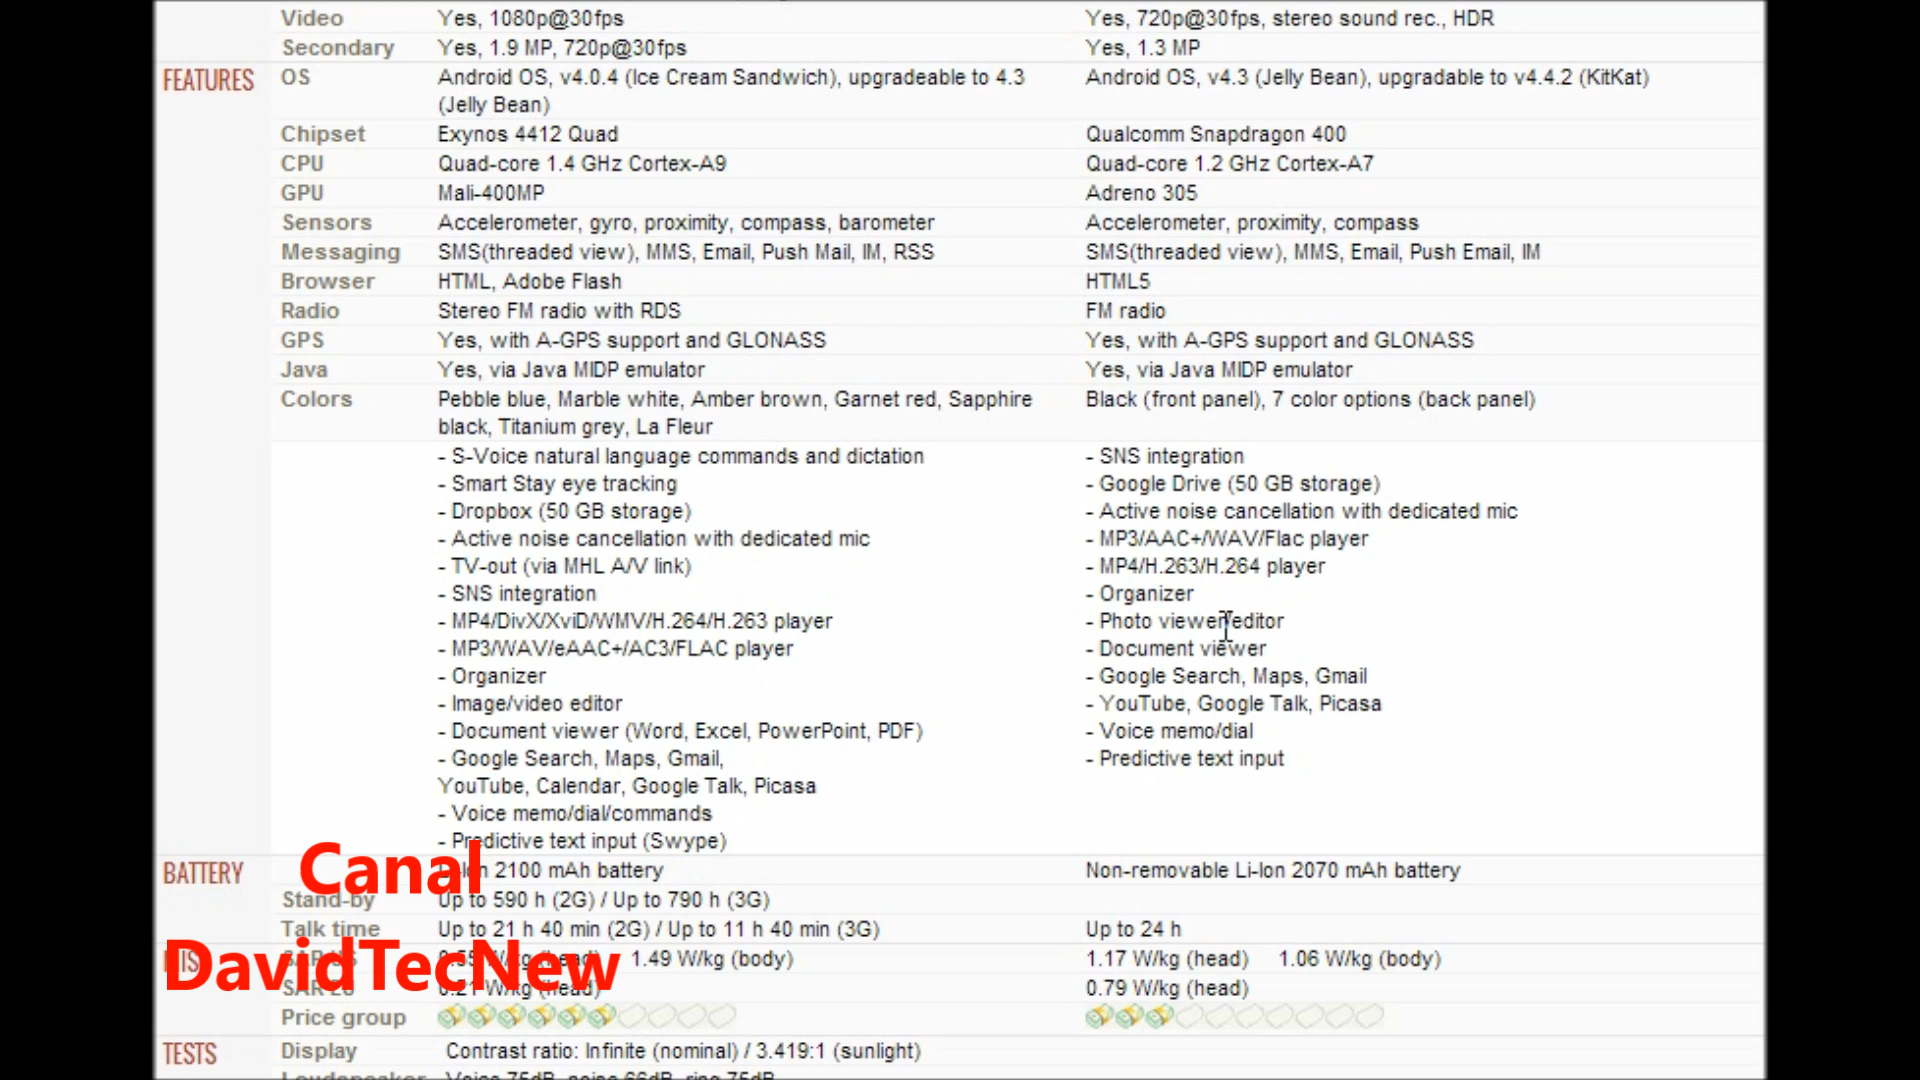 Video Yes, 1080p@30fps Yes, 720p@30fps, stereo sound rec., HDR
Secondary Yes, 1.9 MP, 720p@30fps Yes, 1.3 MP
FEATURES OS Android OS, v4.0.4 (Ice Cream Sandwich), upgradeable to 4.3 Android OS, v4.3 (Jelly Bean), upgradable to v4.4.2 (KitKat)
(Jelly Bean)
Chipset Exynos 4412 Quad Qualcomm Snapdragon 400
CPU Quad-core 1.4 GHz Cortex-A9 Quad-core 1.2 GHz Cortex-A7
GPU Mali-400MP Adreno 305
Sensors Accelerometer, gyro, proximity, compass, barometer Accelerometer, proximity, compass
Messaging SMS(threaded view), MMS, Email, Push Mail, IM, RSS SMS(threaded view), MMS, Email, Push Email, IM
Browser HTML, Adobe Flash HTML5
Radio Stereo FM radio with RDS FM radio
GPS Yes, with A-GPS support and GLONASS Yes, with A-GPS support and GLONASS
Java Yes, via Java MIDP emulator Yes, via Java MIDP emulator
Colors Pebble blue, Marble white, Amber brown, Garnet red, Sapphire Black (front panel), 7 color options (back panel)
black, Titanium grey, La Fleur
- S-Voice natural language commands and dictation - SNS integration
- Smart Stay eye tracking - Google Drive (50 GB storage)
- Dropbox (50 GB storage) - Active noise cancellation with dedicated mic
- Active noise cancellation with dedicated mic - MP3/AAC+/WAV/Flac player
- TV-out (via MHL A/V link) - MP4/H.263/H.264 player
- SNS integration - Organizer
- MP4/DivX/XviD/WMV/H.264/H.263 player - Photo viewer/editor
- MP3/WAV/eAAC+/AC3/FLAC player - Document viewer
- Organizer - Google Search, Maps, Gmail
- Image/video editor - YouTube, Google Talk, Picasa
- Document viewer (Word, Excel, PowerPoint, PDF) - Voice memo/dial
- Google Search, Maps, Gmail, - Predictive text input
YouTube, Calendar, Google Talk, Picasa
- Voice memo/dial/commands
- Predictive text input (Swype)
BATTERY 2100 mAh battery Non-removable Li-Ion 2070 mAh battery
Canal
Stand-by Up to 590 h (2G) / Up to 790 h (3G)
Talk time Up to 21 h 40 min (2G) / Up to 11 h 40 min (3G) Up to 24 h
W/kg (head) 1.49 W/kg (body) 1.17 W/kg (head) 1.06 W/kg (body)
DavidTecNew
SAR EU 0.21 W/kg (head) 0.79 W/kg (head)
Price group
TESTS Display Contrast ratio: Infinite (nominal) / 3.419:1 (sunlight)
Loudspeaker Voice 75dB, noise 66dB, ring 75dB